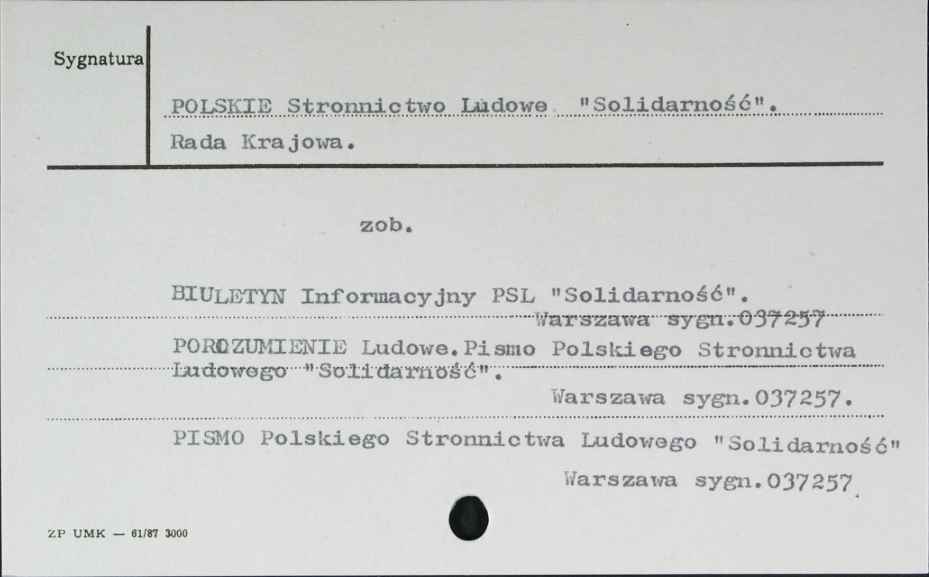 Sygnatura
POLSKIE Stronnictwo Ludowe "Solidarność".
Rada Krajowa.
zob.
BIULETYN Informacyjny PSL "Solidarność".
Warszawa sygn.037257
POROZUMIENIE Ludowe.Pismo Polskiego Stronnictwa
Ludowego "Solidarność".
Warszawa sygn.037257.
PISMO Polskiego Stronnictwa Ludowego "Solidarność"
Warszawa sygn.037257.
ZP UMK — 61/87 3000